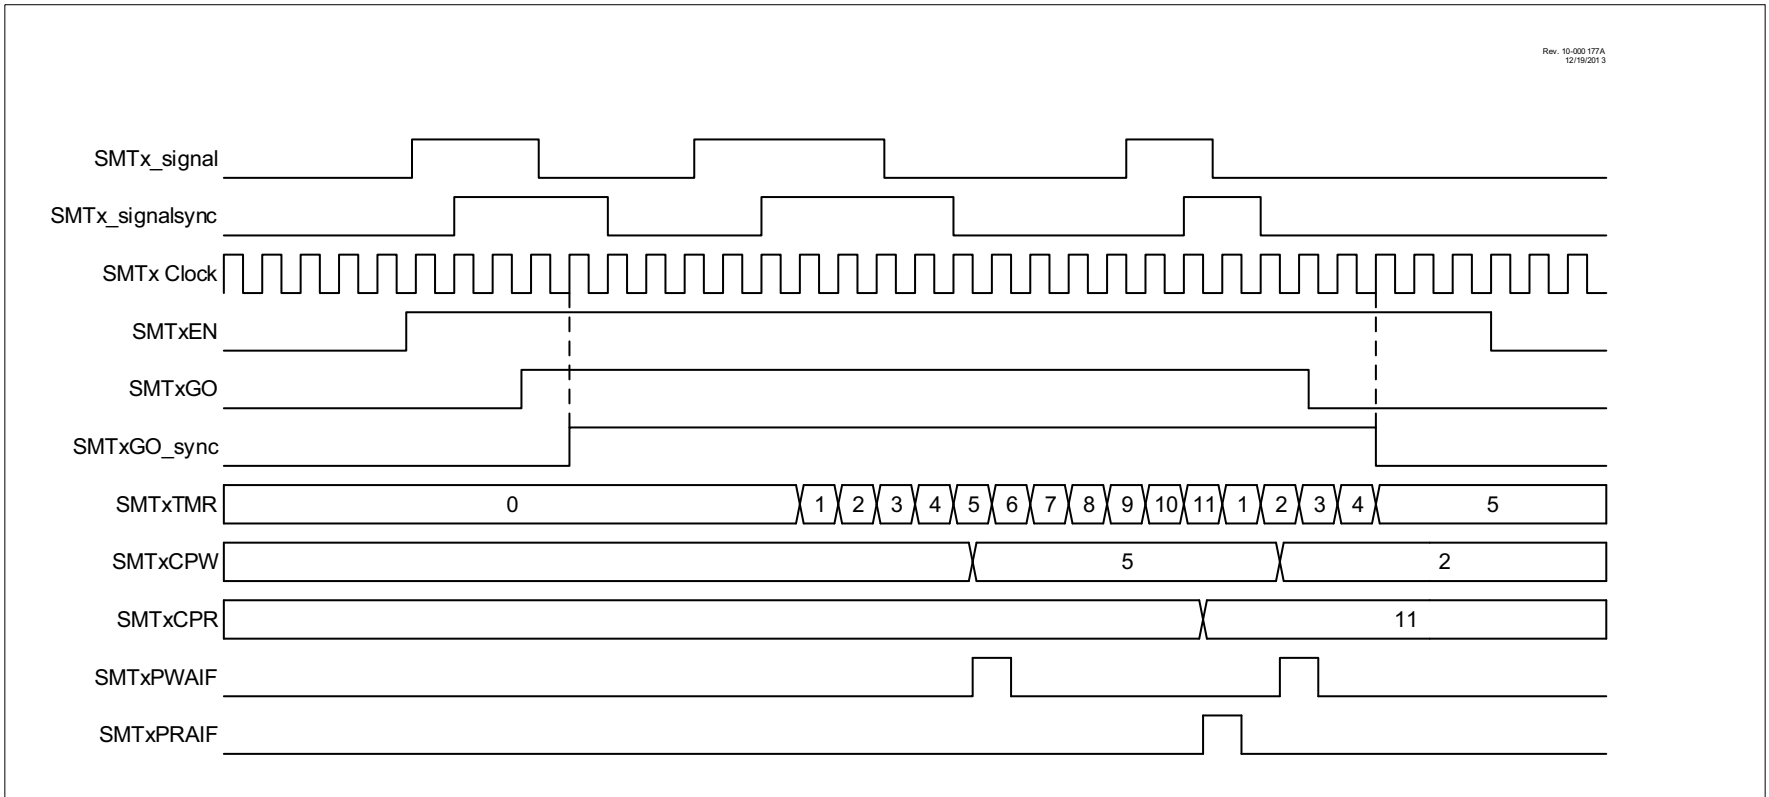 Rev. 10-000 177A
12/19/201 3
SMTx_signal
SMTx_signalsync
SMTx Clock
SMTxEN
SMTxGO
SMTxGO_sync
SMTxTMR 0 1 2 3 4 5 6 7 8 9 10 11 1 2 3 4 5
SMTxCPW 5 2
SMTxCPR 11
SMTxPWAIF
SMTxPRAIF